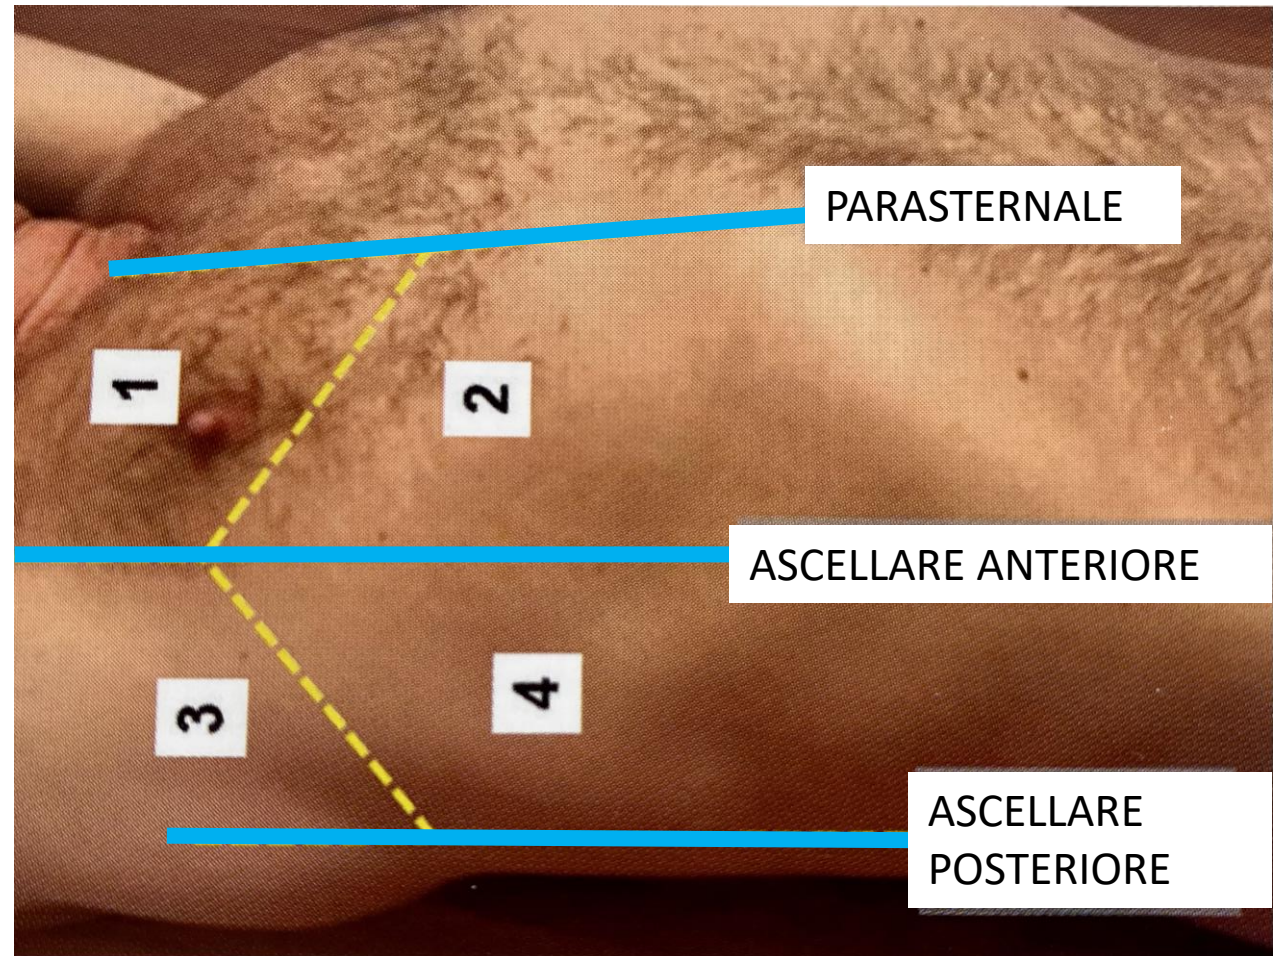 PARASTERNALE
1
2
ASCELLARE ANTERIORE
3
4
ASCELLARE
POSTERIORE